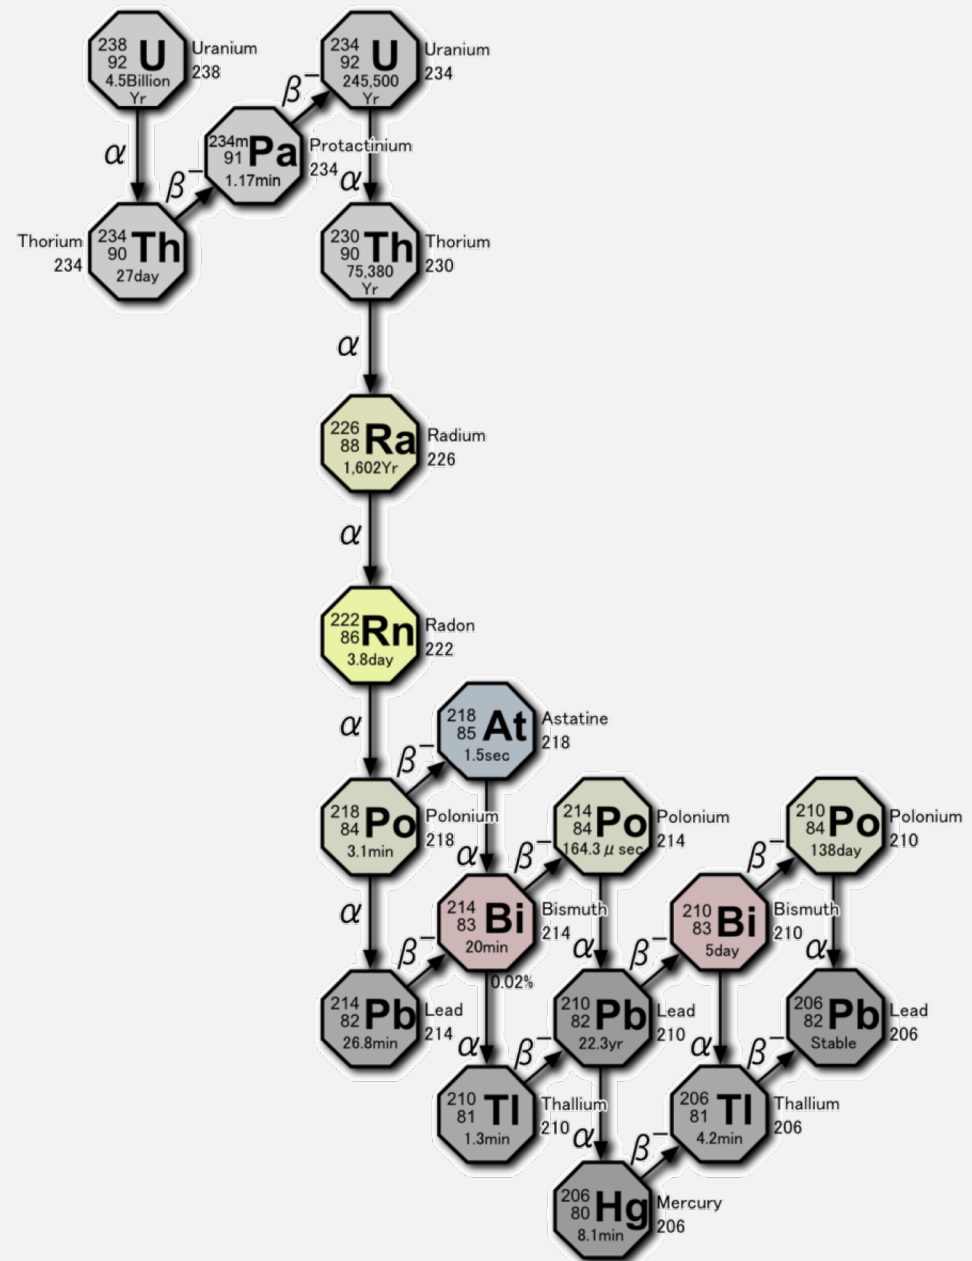 238
92 U
4.5Billion
Yr
Uranium
238
α
234
92 U
245,500
Yr
Uranium
234
β−
234m
91 Pa
1.17min
Protactinium
234
β−
α
Thorium
234
234
90 Th
27day
230
90 Th
75,380
Yr
Thorium
230
α
226
88 Ra
1,602Yr
Radium
226
α
222
86 Rn
3.8day
Radon
222
α
218
85 At
1.5sec
Astatine
218
β−
218
84 Po
3.1min
Polonium
218
α
214
84 Po
164.3 μ sec
Polonium
214
β−
210
84 Po
138day
Polonium
210
β−
α
214
83 Bi
20min
Bismuth
214
0.02%
β−
α
210
83 Bi
5day
Bismuth
210
β−
α
214
82 Pb
26.8min
Lead
214
α
210
82 Pb
22.3yr
Lead
210
β−
α
206
82 Pb
Stable
Lead
206
β−
210
81 Tl
1.3min
Thallium
210
α
206
81 Tl
4.2min
Thallium
206
β−
206
80 Hg
8.1min
Mercury
206